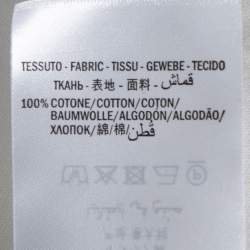 TESSUTO - FABRIC - TISSU - GEWEBE - TECIDO
ТКАНЬ - 表地 - 面料 - قماش
100% COTONE/COTTON/COTON/
BAUMWOLLE/ALGODÓN/ALGODÃO/
ХЛОПОК/綿/棉/قطن